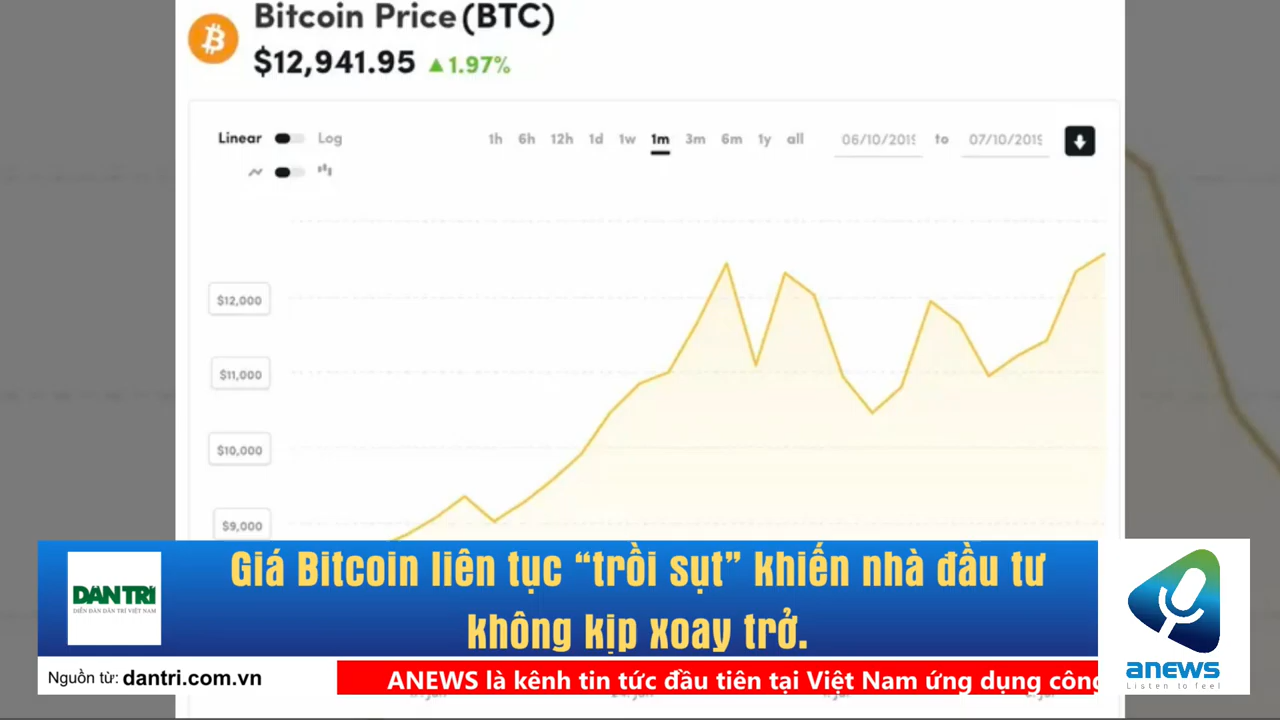 Bitcoin Price (BTC)
$12,941.95 ▲1.97%
Linear Log 1h 6h 12h 1d 1w 1m 3m 6m 1y all 06/10/2019 to 07/10/2019
$12,000
$11,000
$10,000
$9,000
Giá Bitcoin liên tục “trồi sụt” khiến nhà đầu tư
không kịp xoay trở.
DÂN TRÍ
DIỄN ĐÀN DÂN TRÍ VIỆT NAM
Nguồn từ: dantri.com.vn
ANEWS là kênh tin tức đầu tiên tại Việt Nam ứng dụng công
anews
Listen to feel